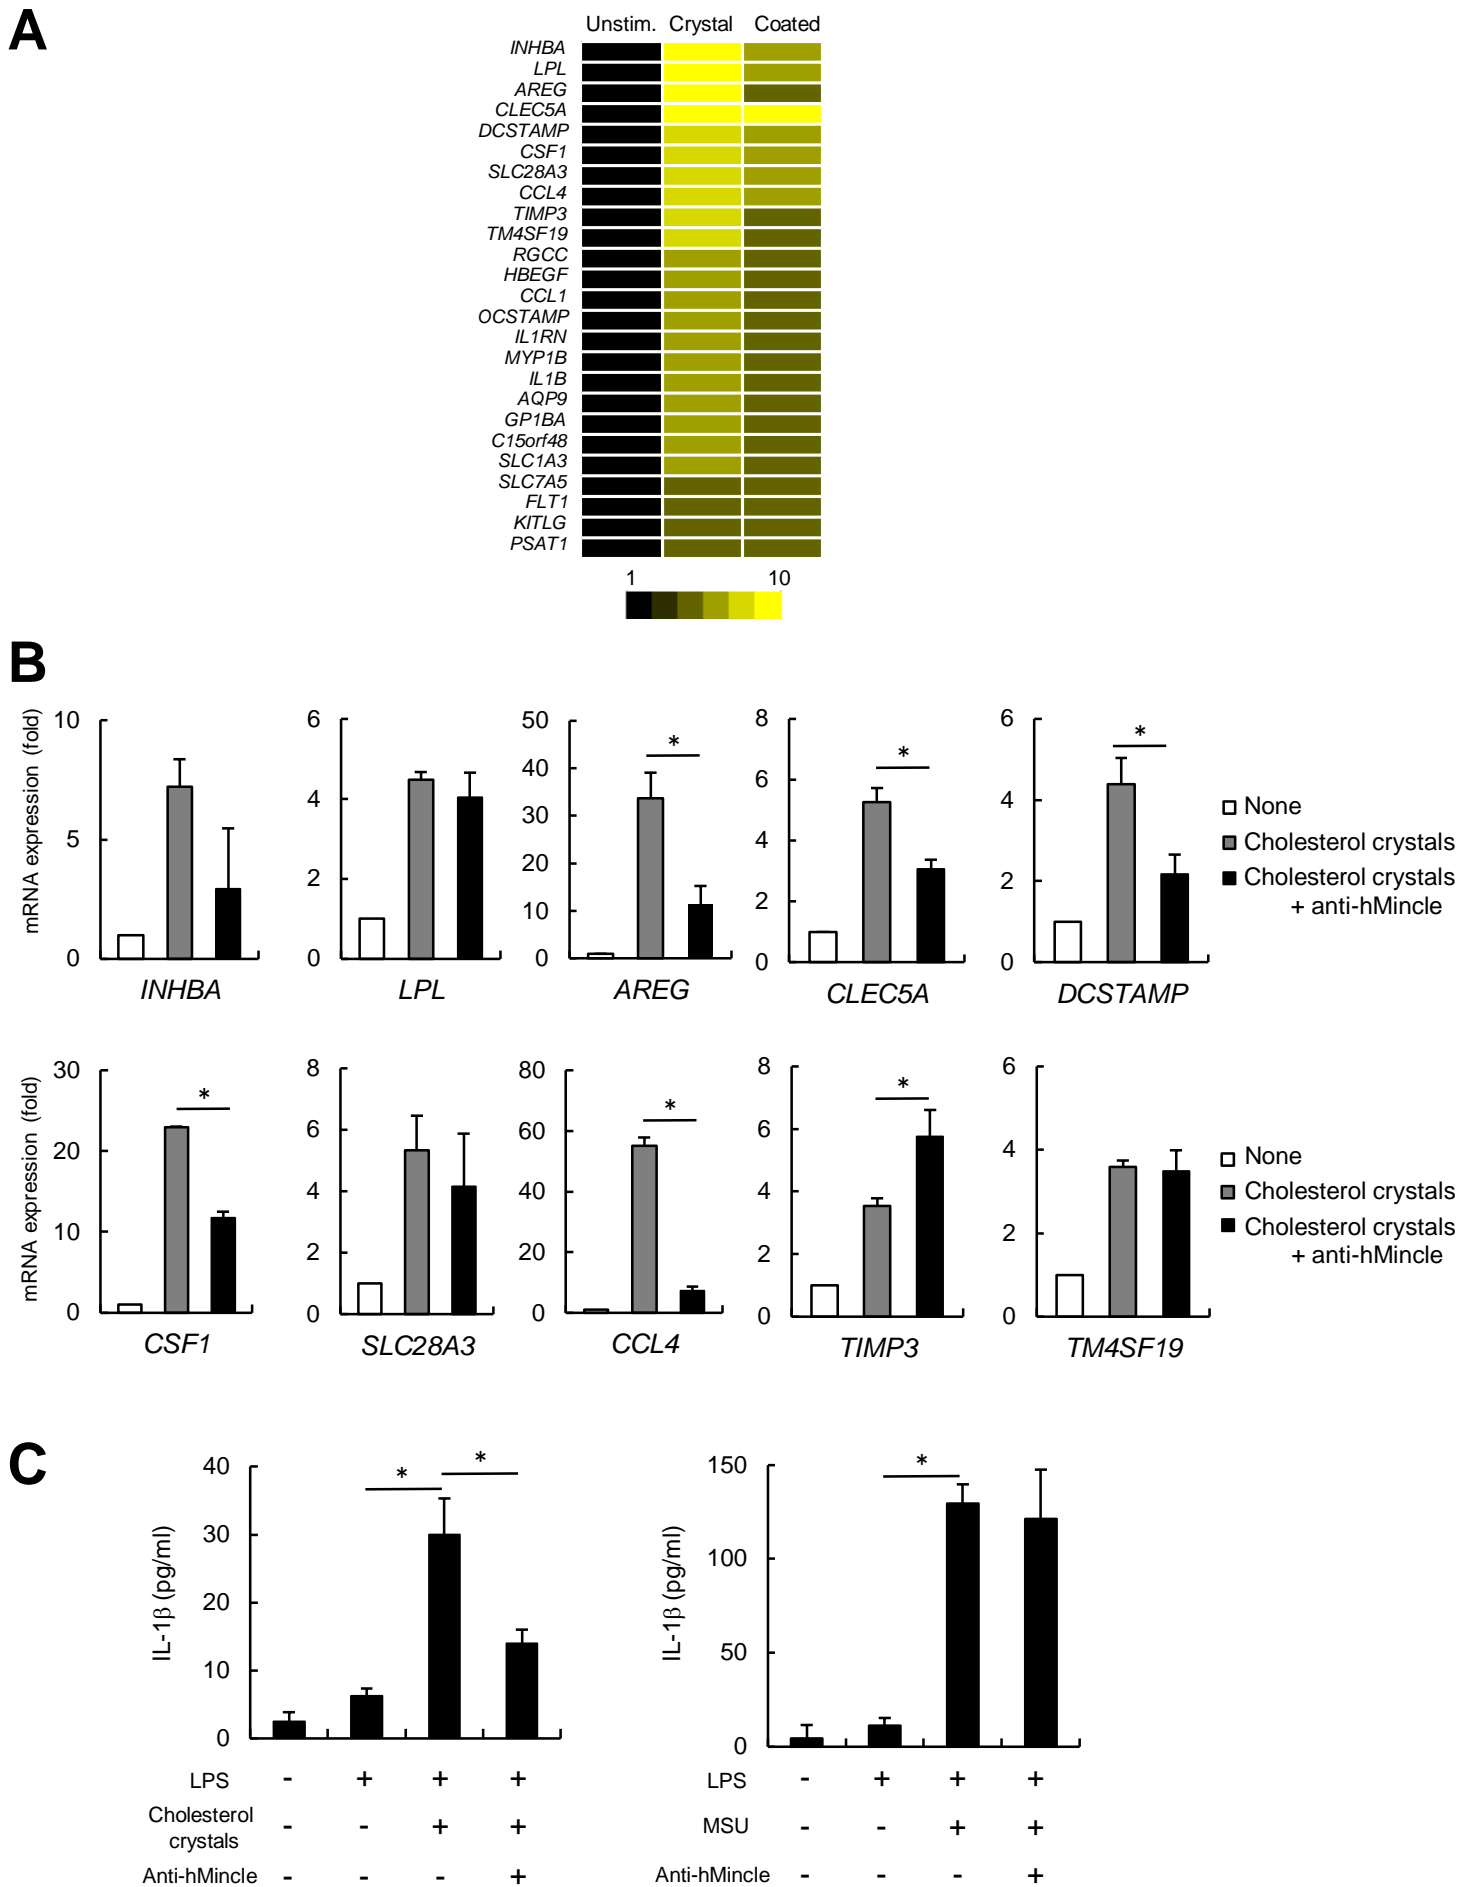 A
Unstim. Crystal Coated
INHBA
LPL
AREG
CLEC5A
DCSTAMP
CSF1
SLC28A3
CCL4
TIMP3
TM4SF19
RGCC
HBEGF
CCL1
OCSTAMP
IL1RN
MYP1B
IL1B
AQP9
GP1BA
C15orf48
SLC1A3
SLC7A5
FLT1
KITLG
PSAT1
1 10
B
mRNA expression (fold)
10
5
0
INHBA
6
4
2
0
LPL
50
40
30
20
10
0
*
AREG
8
6
4
2
0
*
CLEC5A
6
4
2
0
*
DCSTAMP
None
Cholesterol crystals
Cholesterol crystals
+ anti-hMincle
mRNA expression (fold)
30
20
10
0
*
CSF1
8
6
4
2
0
SLC28A3
80
60
40
20
0
*
CCL4
8
6
4
2
0
*
TIMP3
6
4
2
0
TM4SF19
None
Cholesterol crystals
Cholesterol crystals
+ anti-hMincle
C
IL-1β (pg/ml)
40
30
20
10
0
* *
LPS - + + +
Cholesterol
crystals - - + +
Anti-hMincle - - - +
IL-1β (pg/ml)
150
100
50
0
*
LPS - + + +
MSU - - + +
Anti-hMincle - - - +